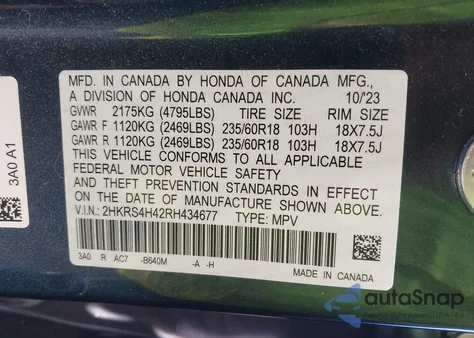 MFD. IN CANADA BY HONDA OF CANADA MFG.,
A DIVISION OF HONDA CANADA INC. 10/'23
GVWR 2175KG (4795LBS) TIRE SIZE RIM SIZE
GAWR F 1120KG (2469LBS) 235/60R18 103H 18X7.5J
GAWR R 1120KG (2469LBS) 235/60R18 103H 18X7.5J
THIS VEHICLE CONFORMS TO ALL APPLICABLE
FEDERAL MOTOR VEHICLE SAFETY
AND THEFT PREVENTION STANDARDS IN EFFECT
ON THE DATE OF MANUFACTURE SHOWN ABOVE.
V.I.N.: 2HKRS4H42RH434677 TYPE: MPV
3A0 R AC7 -B640M -A -H
MADE IN CANADA
3A0 A1
autoSnap